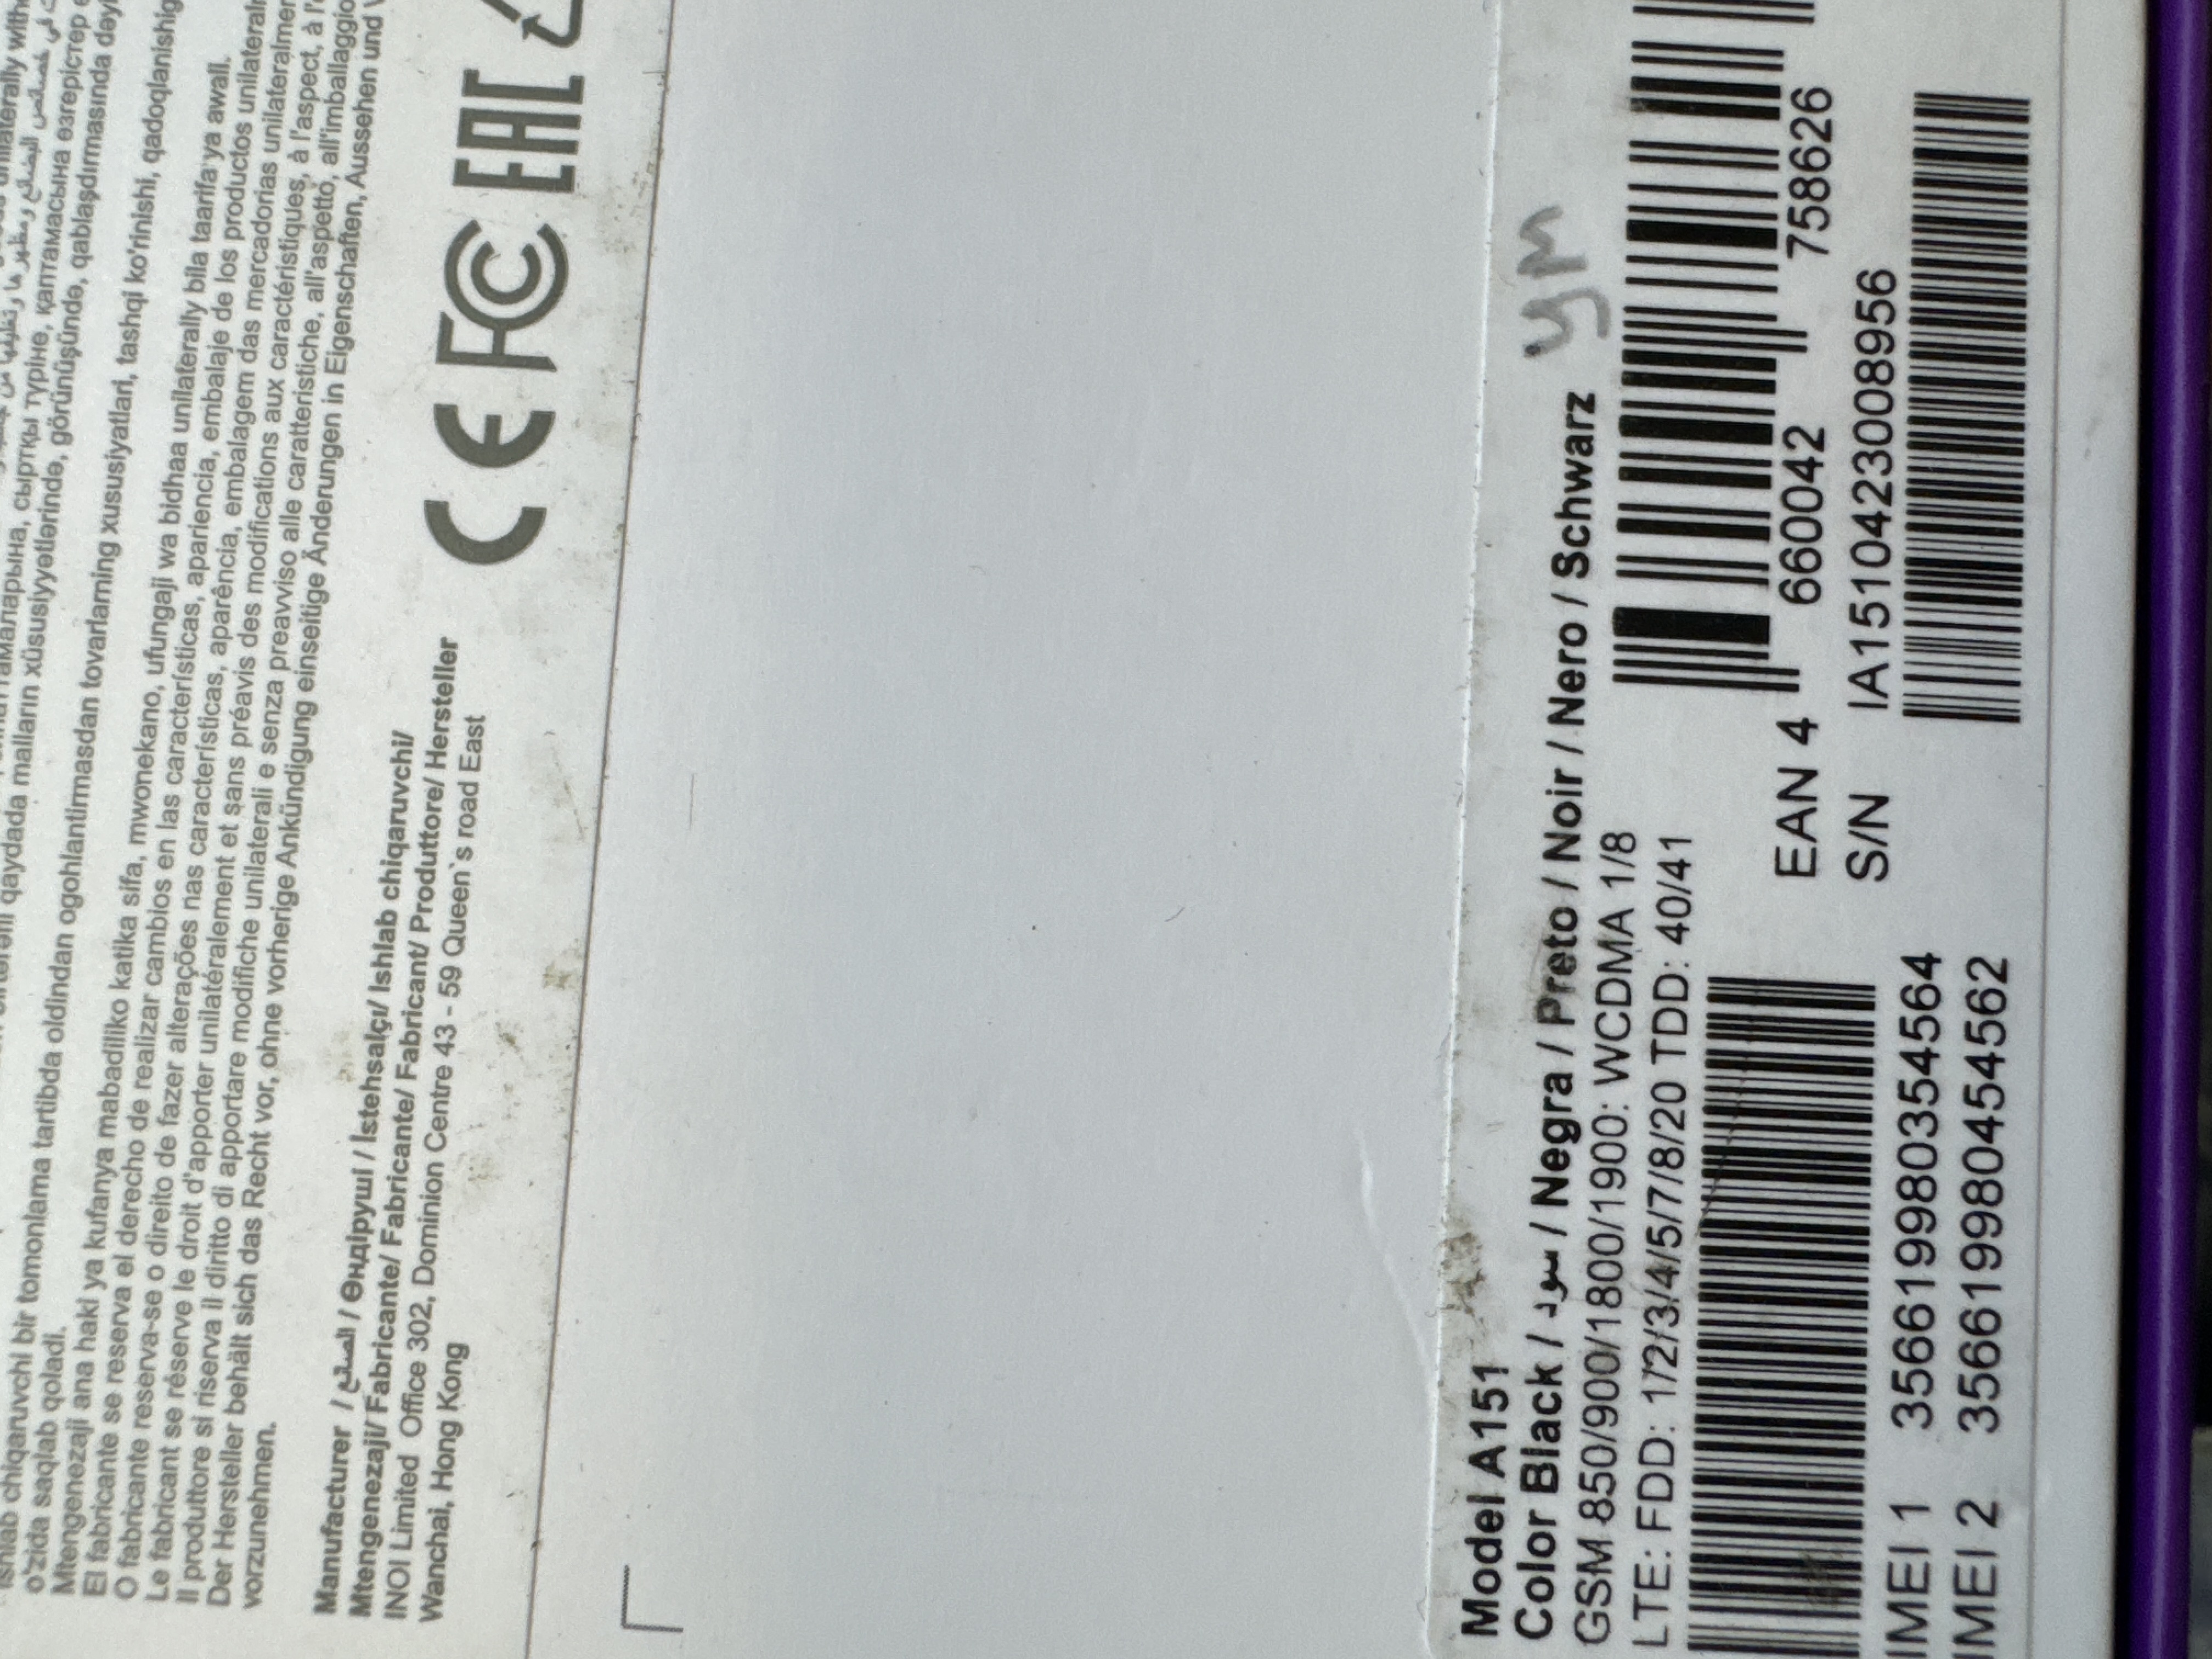 o'zida saqlab qoladi.
Mtengenezaji ana haki ya kufanya mabadiliko katika sifa, mwonekano, ufungaji wa bidhaa unilaterally bila taarifa ya awali.
El fabricante se reserva el derecho de realizar cambios en las características, apariencia, embalaje de los productos unilateral
O fabricante reserva-se o direito de fazer alterações nas características, aparência, embalagem das mercadorias unilateralmen
Le fabricant se réserve le droit d'apporter unilatéralement et sans préavis des modifications aux caractéristiques, à l'aspect, à l'
Il produttore si riserva il diritto di apportare modifiche unilaterali e senza preavviso alle caratteristiche, all'aspetto, all'imballaggio
Der Hersteller behält sich das Recht vor, ohne vorherige Ankündigung einseitige Änderungen in Eigenschaften, Aussehen und
vorzunehmen.
Manufacturer / الصانع / Өндіруші / İstehsalçı/ Ishlab chiqaruvchi/
Mtengenezaji/ Fabricante/ Fabricante/ Fabricant/ Produttore/ Hersteller
INOI Limited Office 302, Dominion Centre 43 - 59 Queen`s road East
Wanchai, Hong Kong
CE FC EAC
Model A151
Color Black / سود / Negra / Preto / Noir / Nero / Schwarz
GSM 850/900/1800/1900: WCDMA 1/8
LTE: FDD: 1/2/3/4/5/7/8/20 TDD: 40/41
IMEI 1 356619980354564
IMEI 2 356619980454562
EAN 4 660042 758626
S/N IA1510423008956